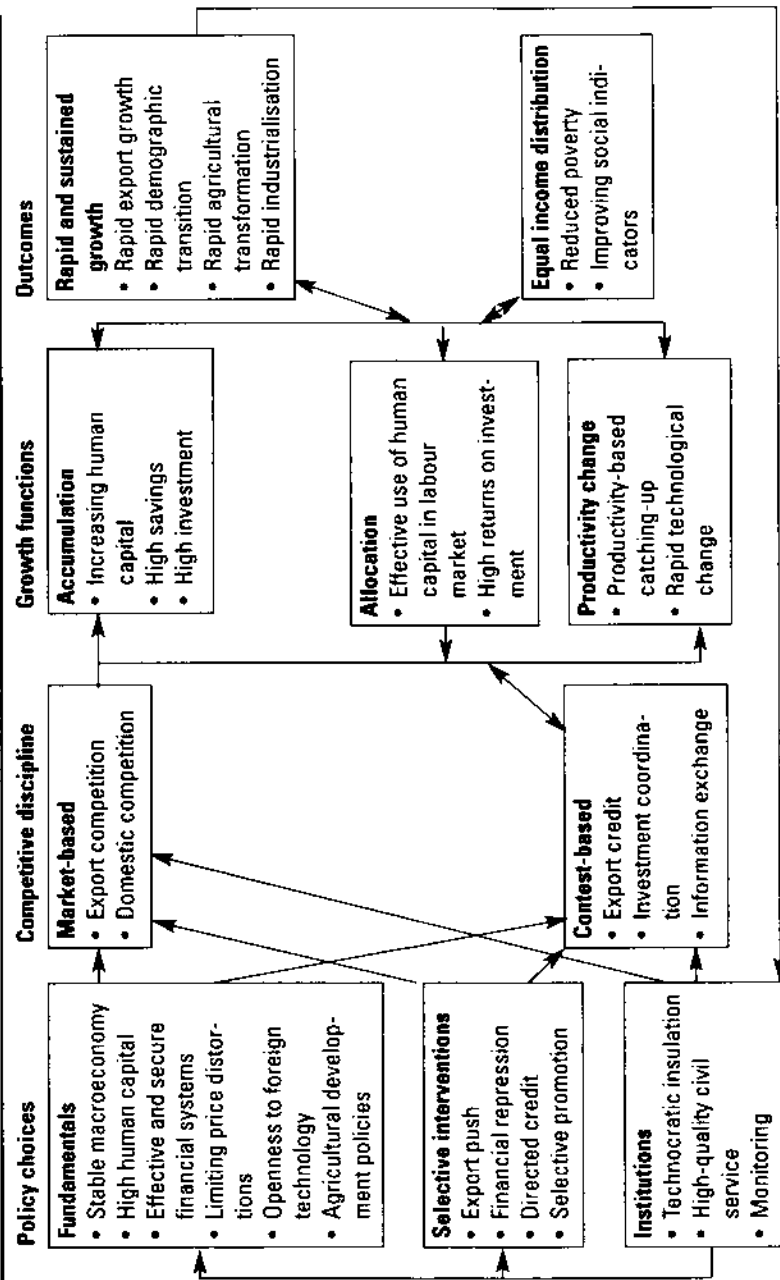 Policy choices
Fundamentals
• Stable macroeconomy
• High human capital
• Effective and secure
financial systems
• Limiting price distor-
tions
• Openness to foreign
technology
• Agricultural develop-
ment policies
Selective interventions
• Export push
• Financial repression
• Directed credit
• Selective promotion
Institutions
• Technocratic insulation
• High-quality civil
service
• Monitoring
Competitive discipline
Market-based
• Export competition
• Domestic competition
Contest-based
• Export credit
• Investment coordina-
tion
• Information exchange
Growth functions
Accumulation
• Increasing human
capital
• High savings
• High investment
Allocation
• Effective use of human
capital in labour
market
• High returns on invest-
ment
Productivity change
• Productivity-based
catching-up
• Rapid technological
change
Outcomes
Rapid and sustained
growth
• Rapid export growth
• Rapid demographic
transition
• Rapid agricultural
transformation
• Rapid industrialisation
Equal income distribution
• Reduced poverty
• Improving social indi-
cators